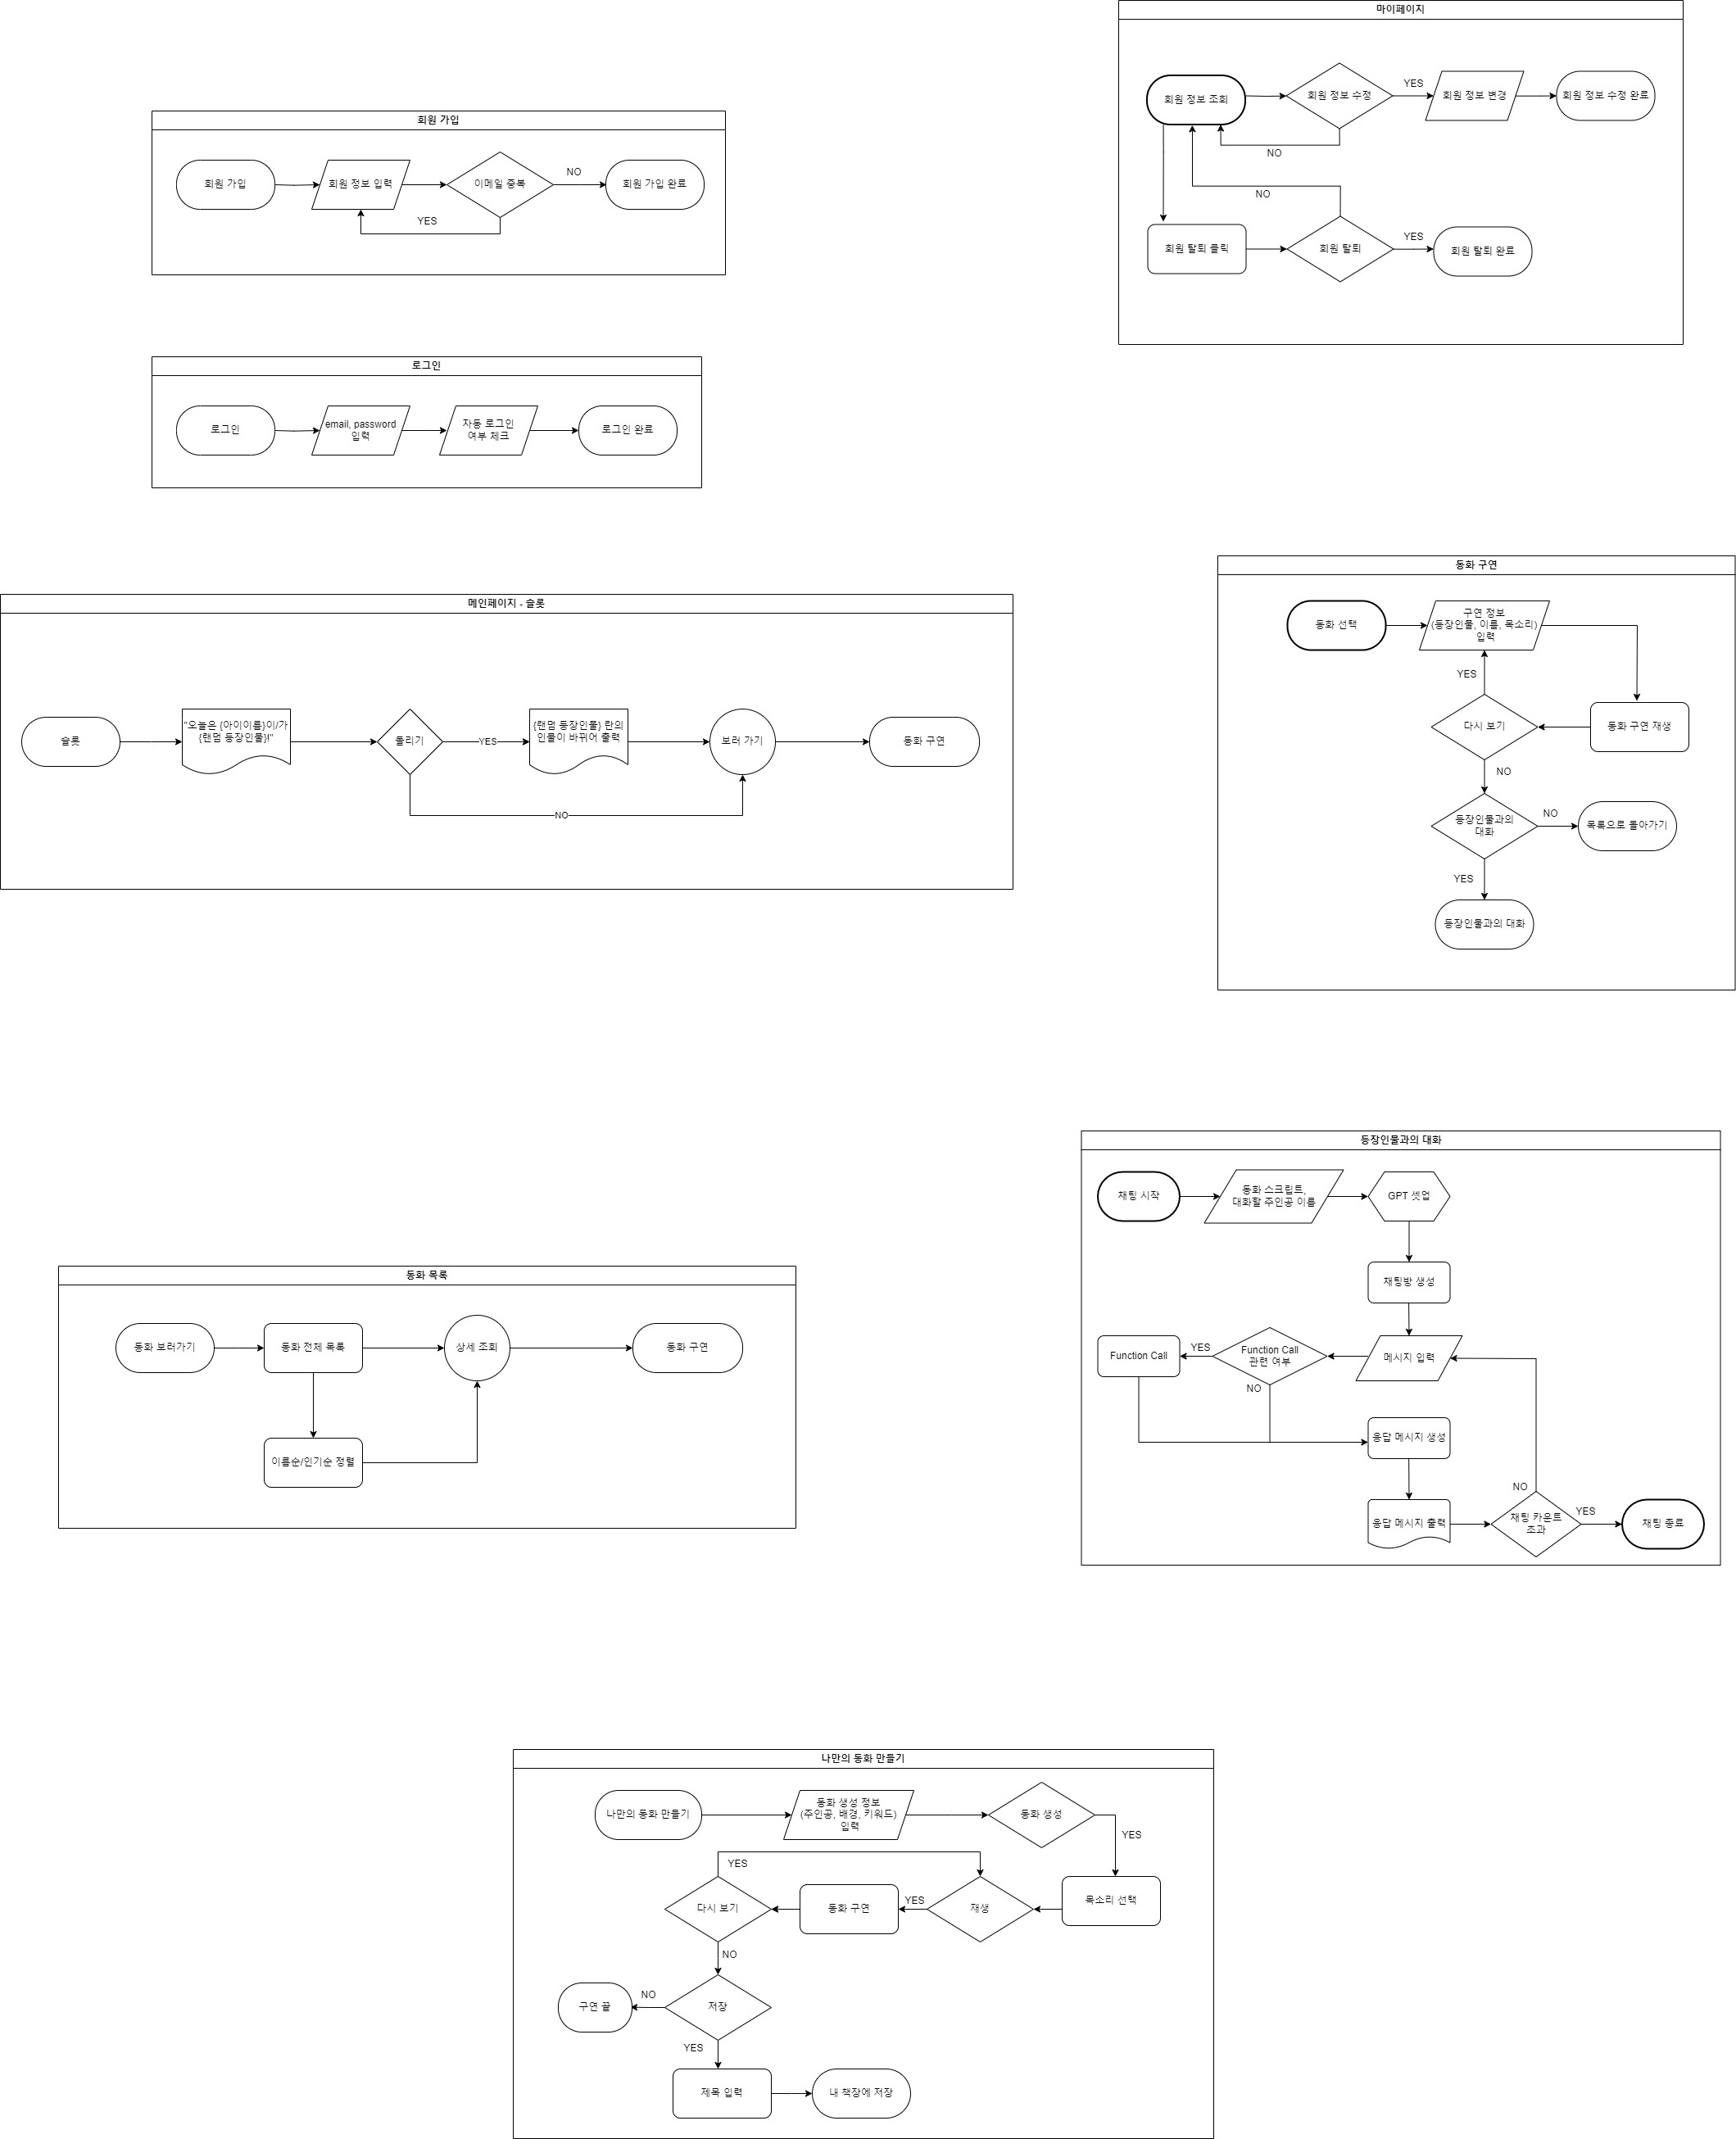 마이페이지
회원 정보 조회
회원 정보 수정
YES
회원 정보 변경
회원 정보 수정 완료
NO
NO
회원 탈퇴 클릭
회원 탈퇴
YES
회원 탈퇴 완료
회원 가입
회원 가입
회원 정보 입력
이메일 중복
NO
회원 가입 완료
YES
로그인
로그인
email, password
입력
자동 로그인
여부 체크
로그인 완료
메인페이지 - 슬롯
슬롯
"오늘은 {아이이름}이/가
{랜덤 등장인물}!"
돌리기
YES
{랜덤 등장인물} 란의
인물이 바뀌어 출력
보러 가기
동화 구연
NO
동화 구연
동화 선택
구연 정보
(등장인물, 이름, 목소리)
입력
YES
다시 보기
동화 구연 재생
NO
등장인물과의
대화
NO
목록으로 돌아가기
YES
등장인물과의 대화
등장인물과의 대화
채팅 시작
동화 스크립트,
대화할 주인공 이름
GPT 셋업
채팅방 생성
Function Call
YES
Function Call
관련 여부
메시지 입력
NO
응답 메시지 생성
NO
응답 메시지 출력
채팅 카운트
초과
YES
채팅 종료
동화 목록
동화 보러가기
동화 전체 목록
상세 조회
동화 구연
이름순/인기순 정렬
나만의 동화 만들기
나만의 동화 만들기
동화 생성 정보
(주인공, 배경, 키워드)
입력
동화 생성
YES
YES
다시 보기
동화 구연
YES
재생
목소리 선택
NO
구연 끝
NO
저장
YES
제목 입력
내 책장에 저장